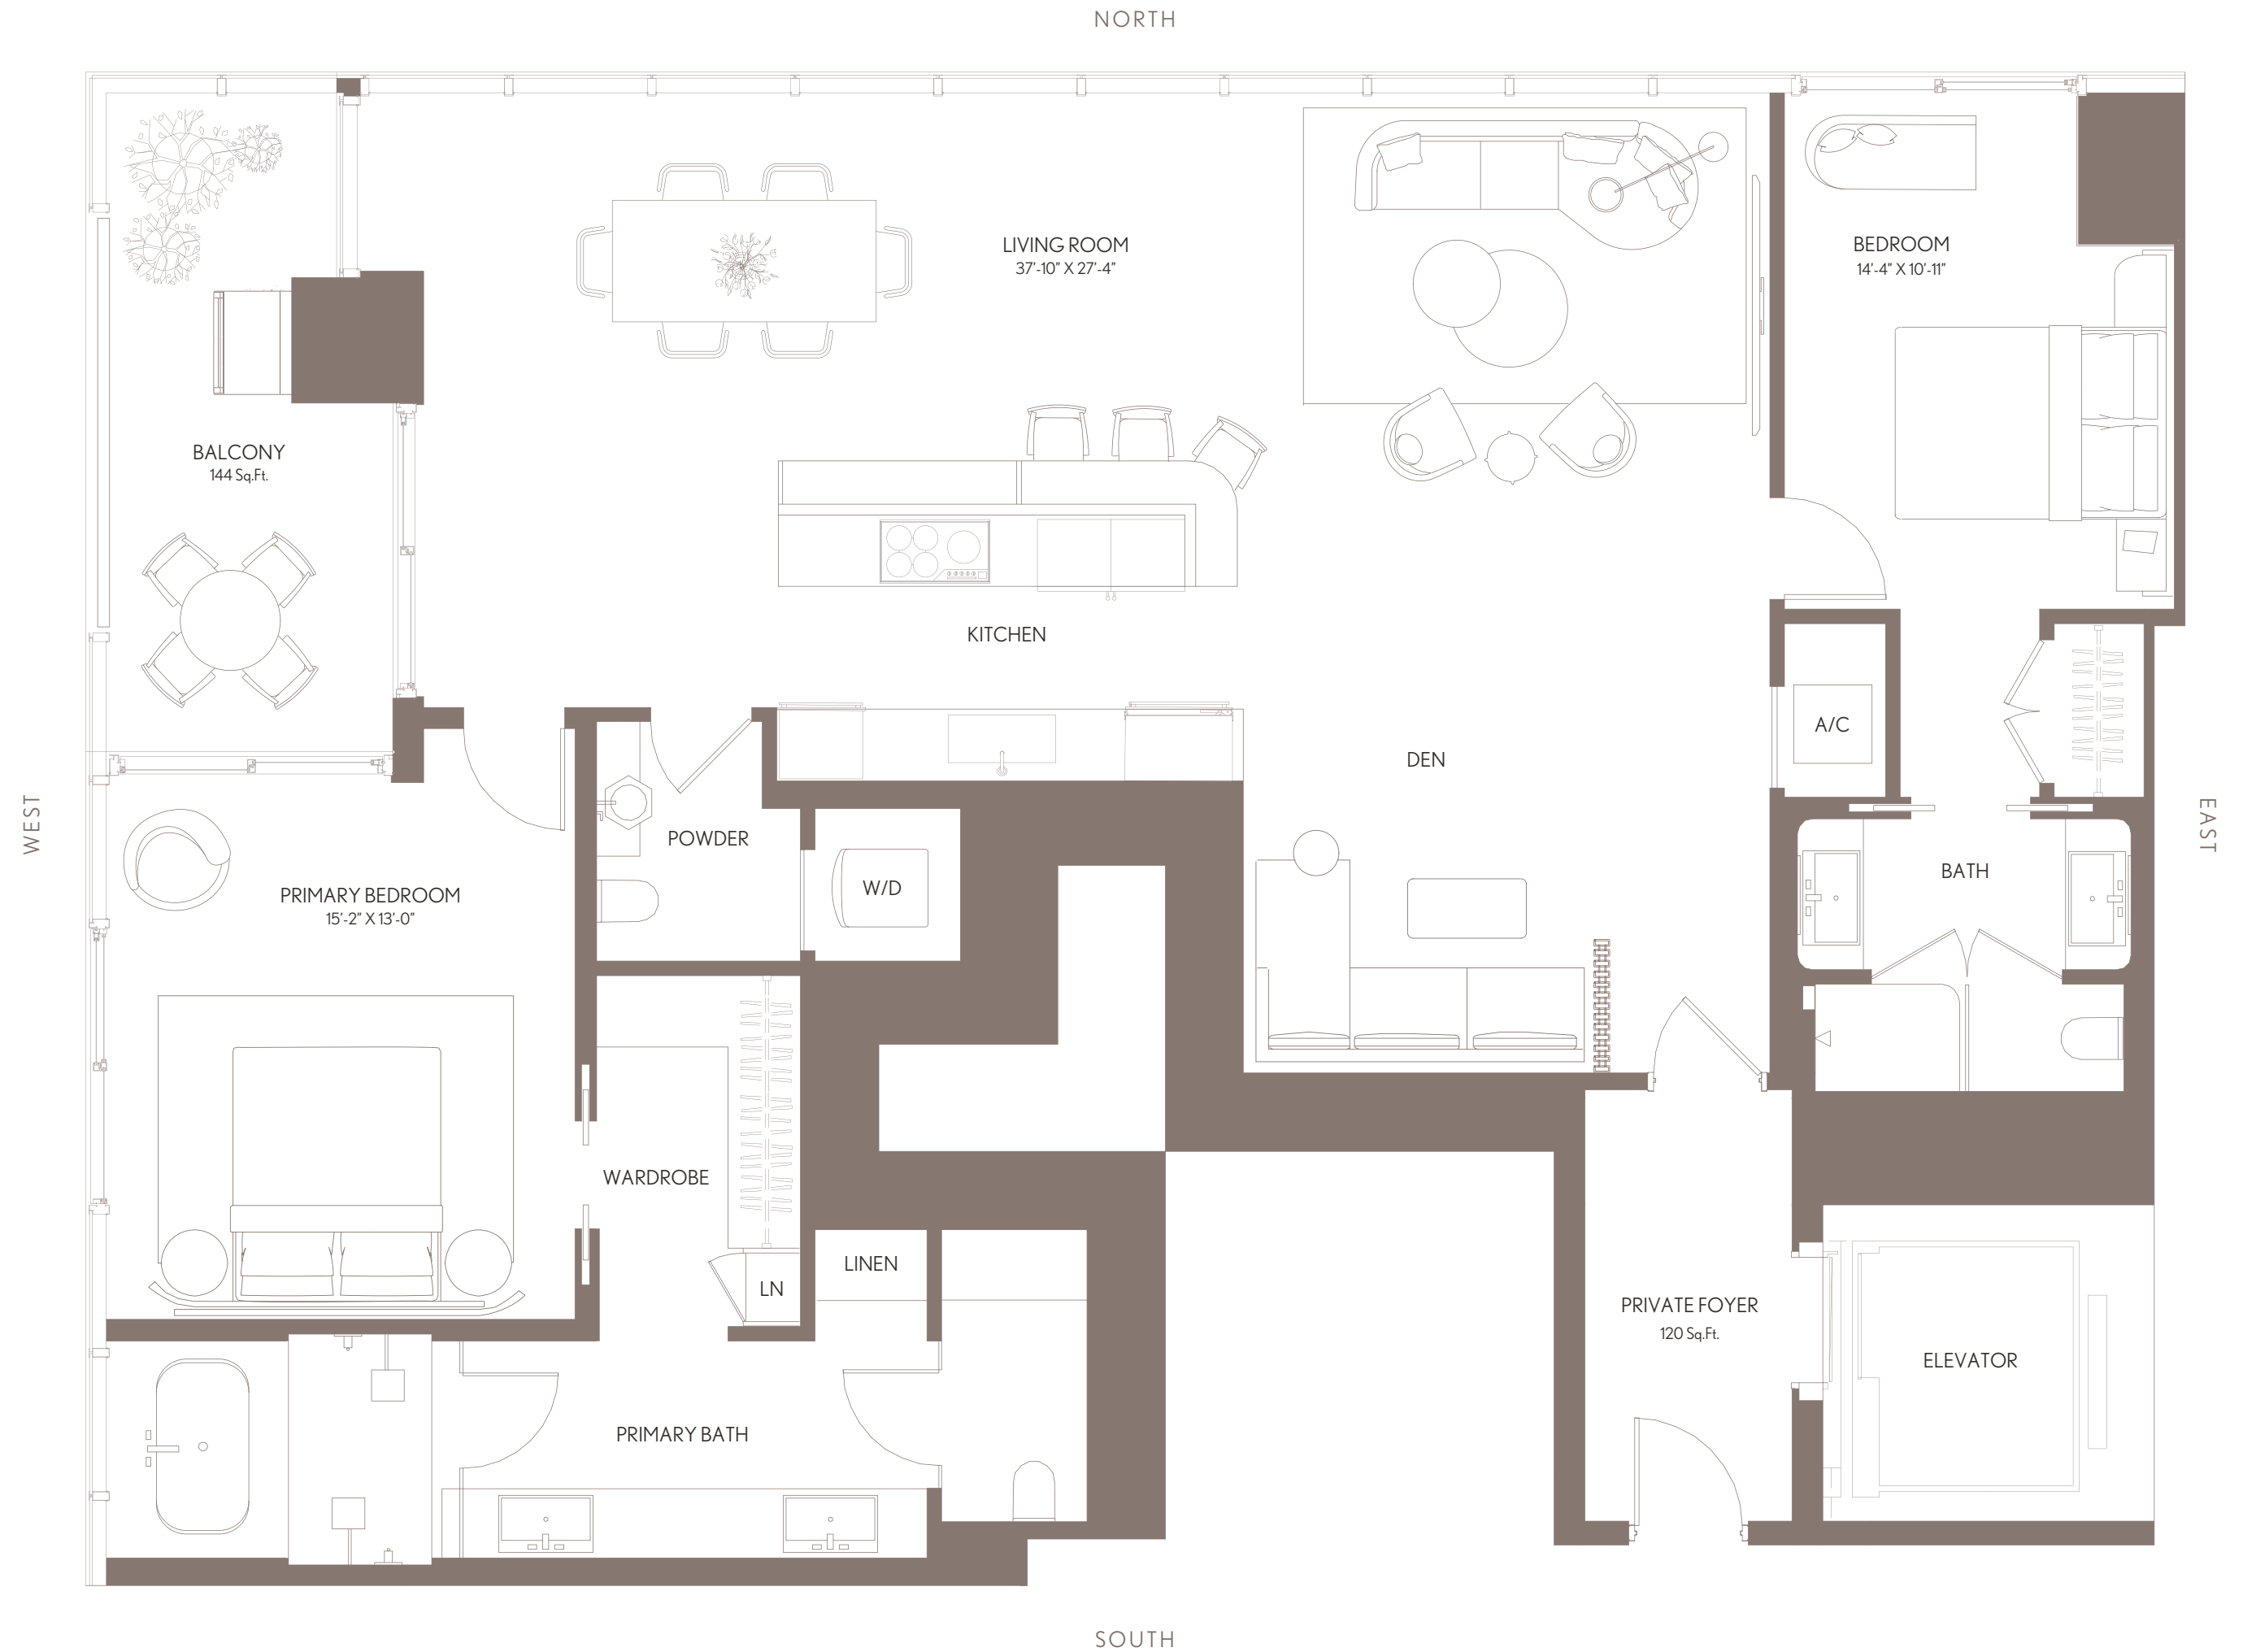 NORTH
LIVING ROOM
37'-10" X 27'-4"
BEDROOM
14'-4" X 10'-11"
BALCONY
144 Sq.Ft.
KITCHEN
A/C
DEN
WEST
EAST
POWDER
W/D
BATH
PRIMARY BEDROOM
15'-2" X 13'-0"
WARDROBE
LINEN
LN
PRIVATE FOYER
120 Sq.Ft.
ELEVATOR
PRIMARY BATH
SOUTH